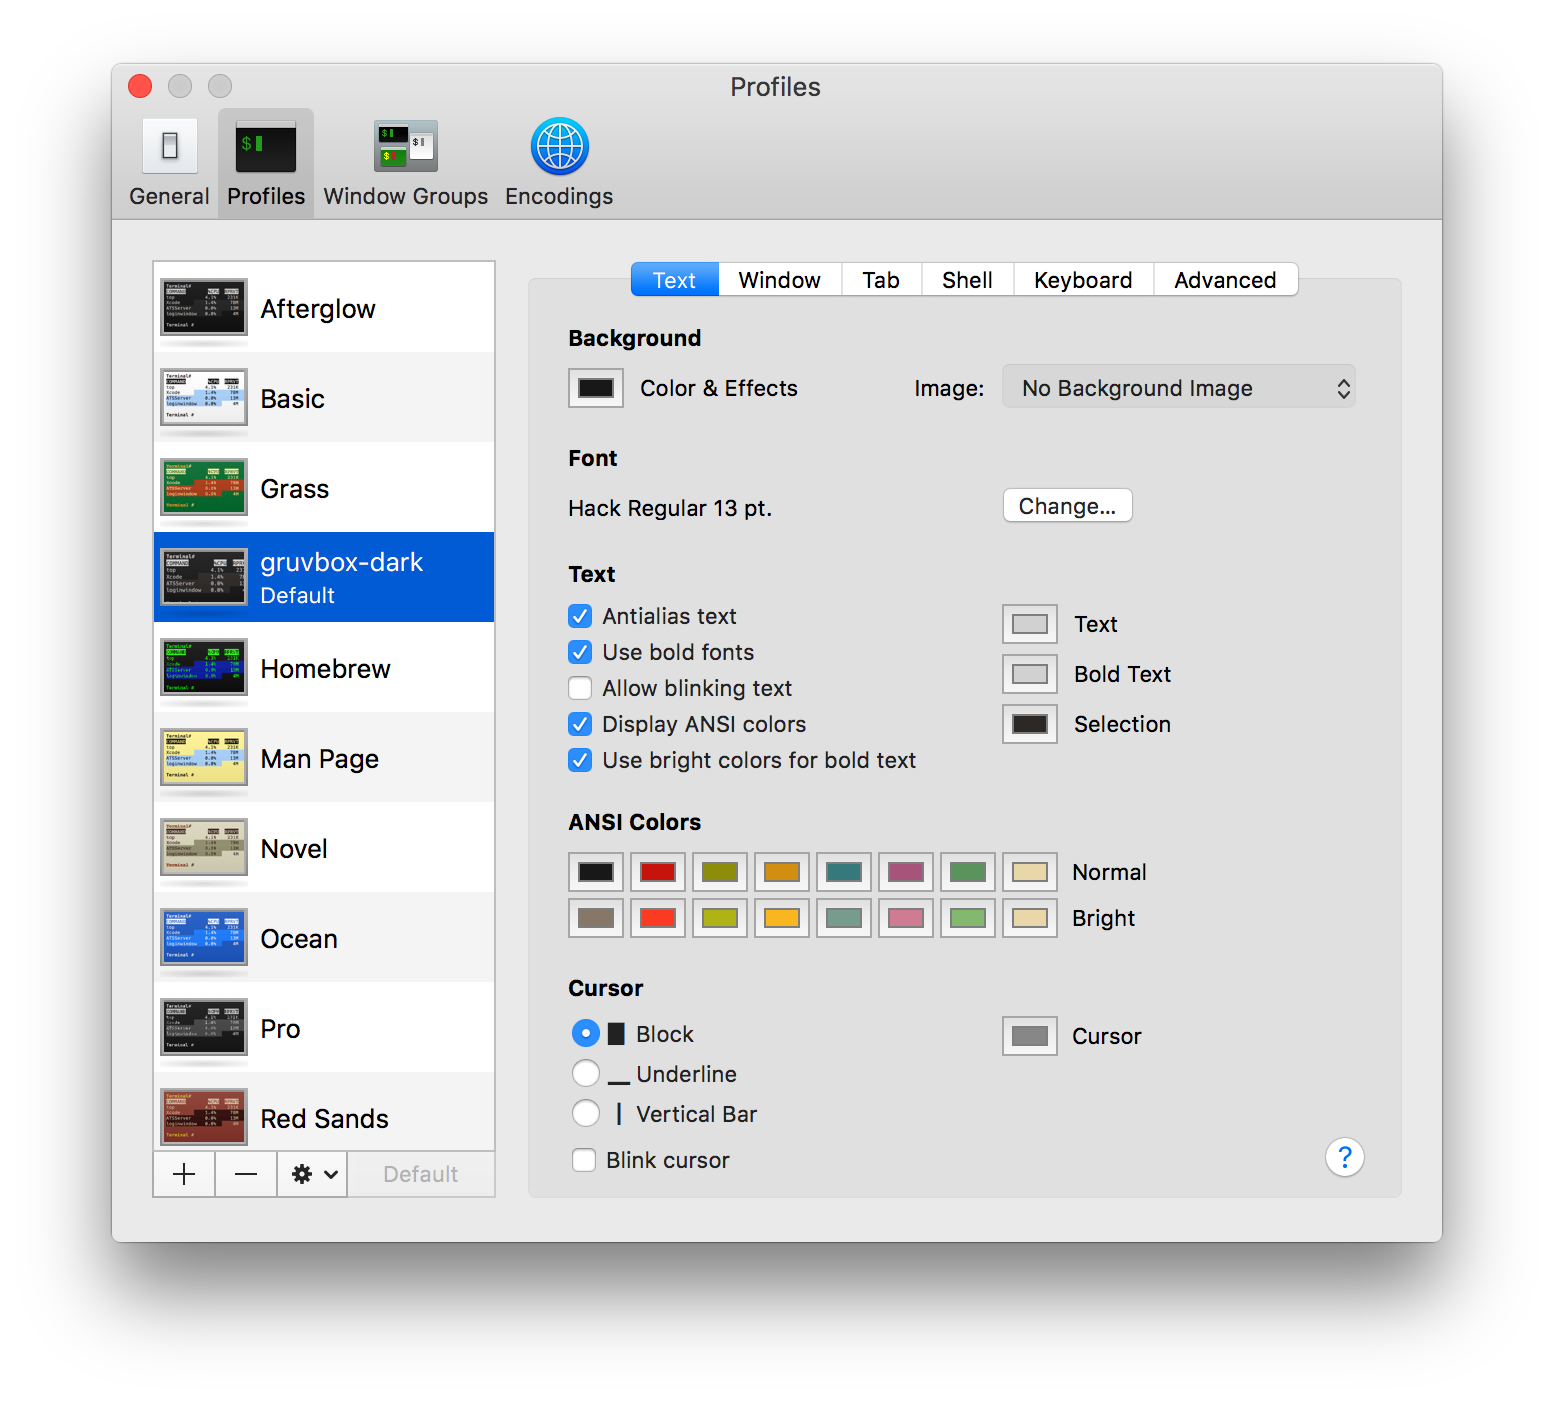 Profiles
General
Profiles
Window Groups
Encodings
Afterglow
Basic
Grass
gruvbox-dark
Default
Homebrew
Man Page
Novel
Ocean
Pro
Red Sands
Default
Text
Window
Tab
Shell
Keyboard
Advanced
Background
Color & Effects
Image:
No Background Image
Font
Hack Regular 13 pt.
Change...
Text
Antialias text
Use bold fonts
Allow blinking text
Display ANSI colors
Use bright colors for bold text
Text
Bold Text
Selection
ANSI Colors
Normal
Bright
Cursor
Block
Underline
Vertical Bar
Blink cursor
Cursor
?